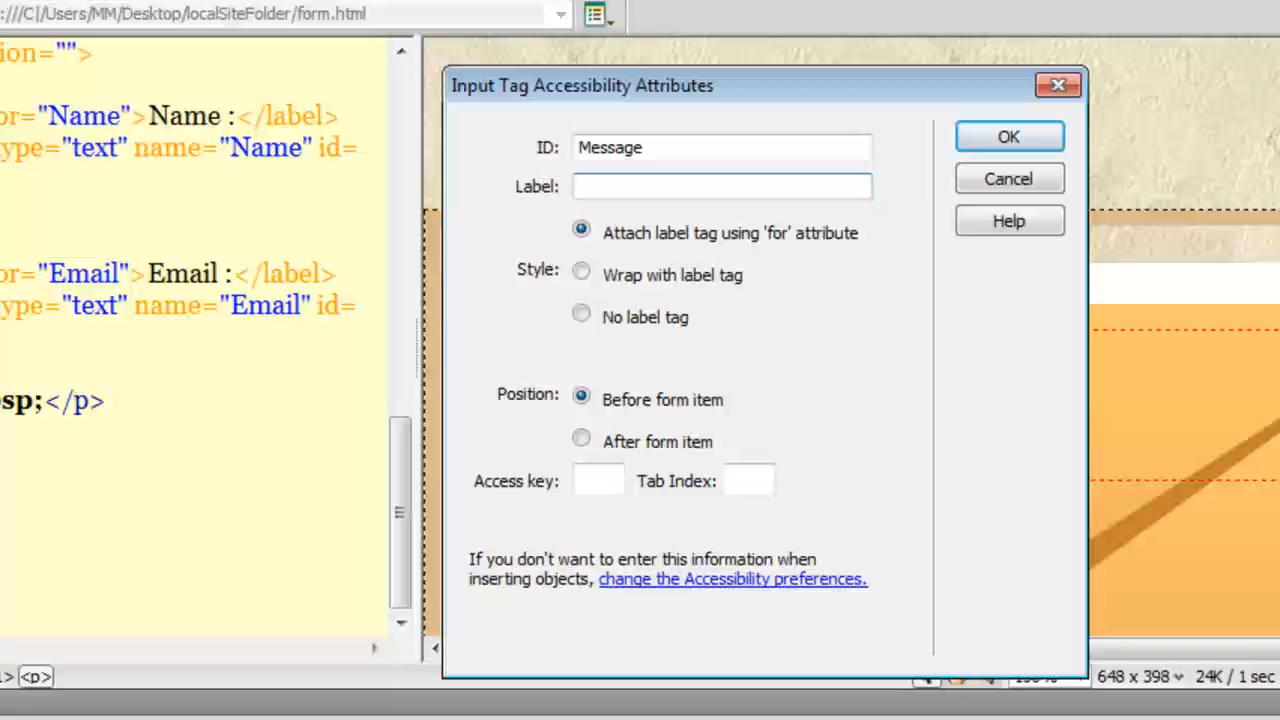 :///C|/Users/MM/Desktop/localSiteFolder/form.html
ion="">
or="Name">Name :</label>
ype="text" name="Name" id=
or="Email">Email :</label>
ype="text" name="Email" id=
sp;</p>
> <p>
Input Tag Accessibility Attributes
ID: Message
Label:
Attach label tag using 'for' attribute
Style: Wrap with label tag
No label tag
Position: Before form item
After form item
Access key: Tab Index:
If you don't want to enter this information when
inserting objects, change the Accessibility preferences.
OK
Cancel
Help
648 x 398 24K / 1 sec